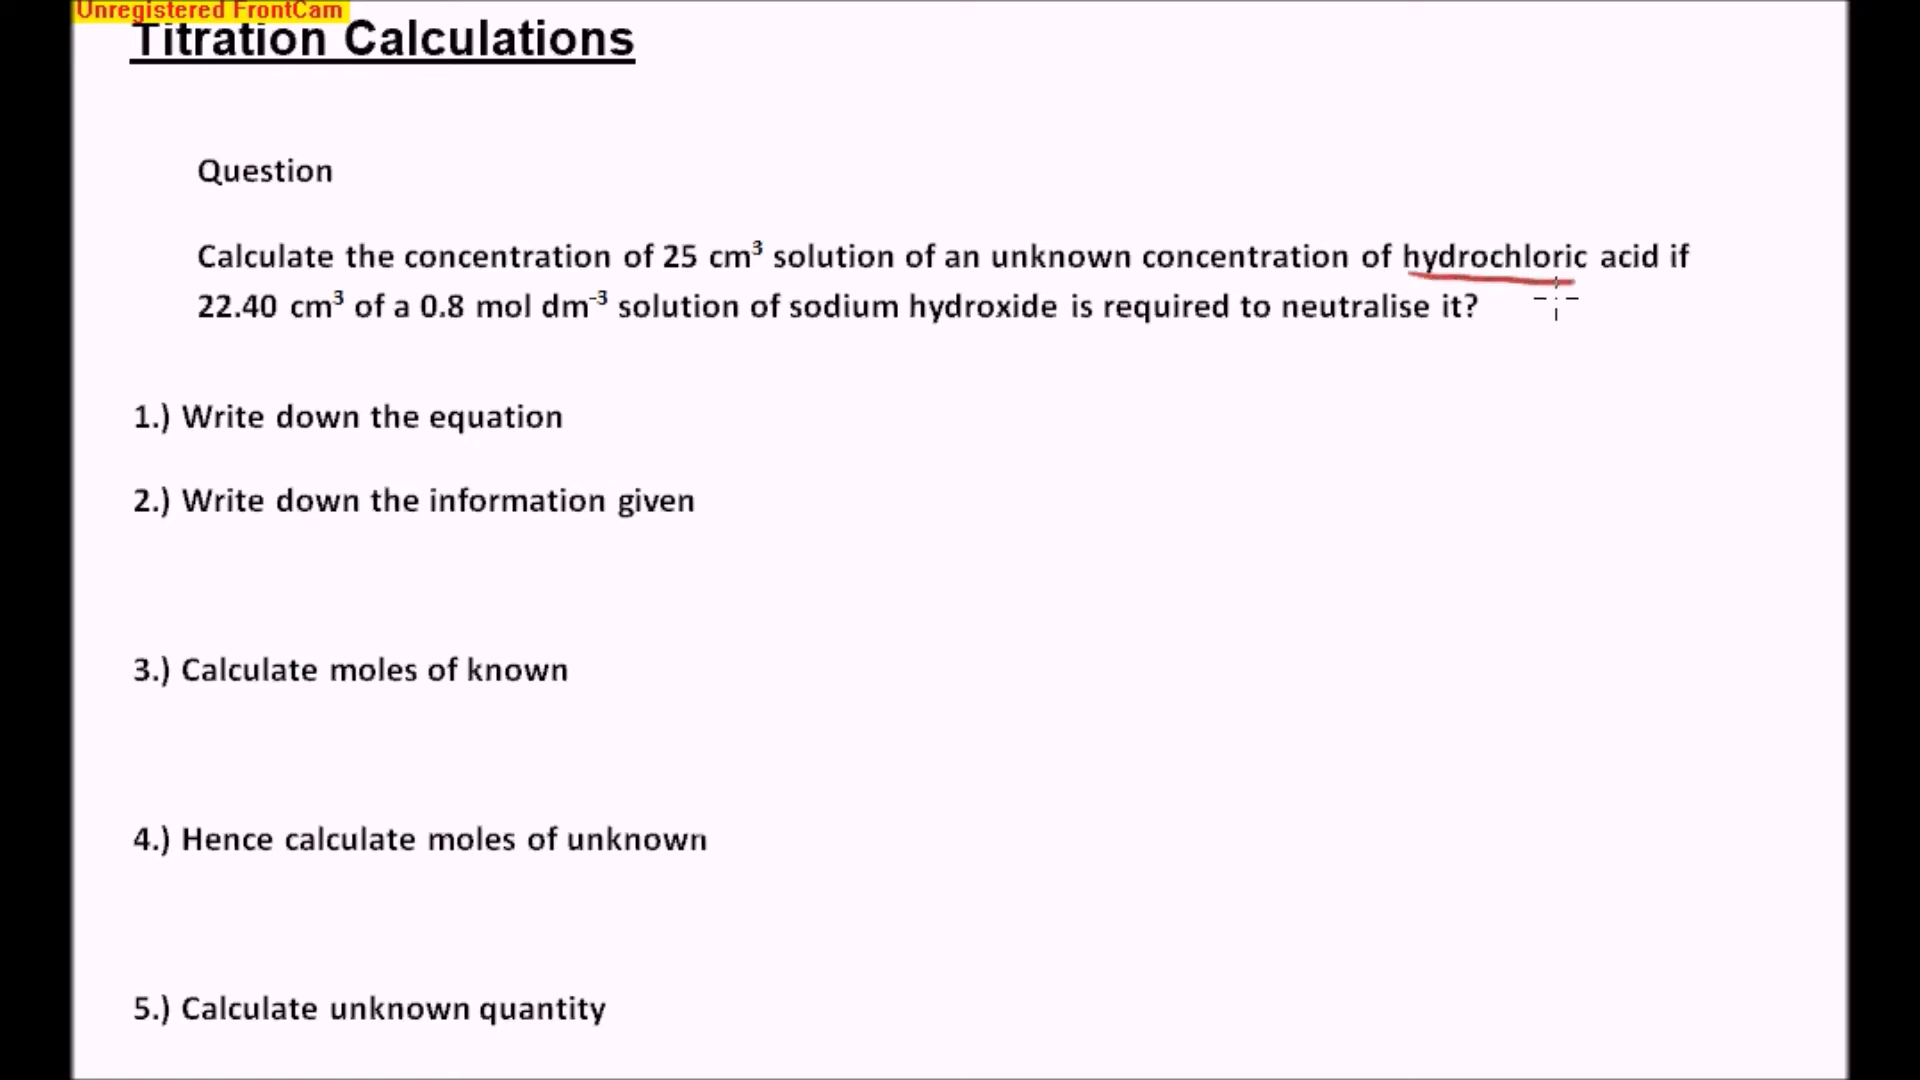 Unregistered FrontCam
Titration Calculations
Question
Calculate the concentration of 25 cm³ solution of an unknown concentration of hydrochloric acid if
22.40 cm³ of a 0.8 mol dm⁻³ solution of sodium hydroxide is required to neutralise it?
1.) Write down the equation
2.) Write down the information given
3.) Calculate moles of known
4.) Hence calculate moles of unknown
5.) Calculate unknown quantity